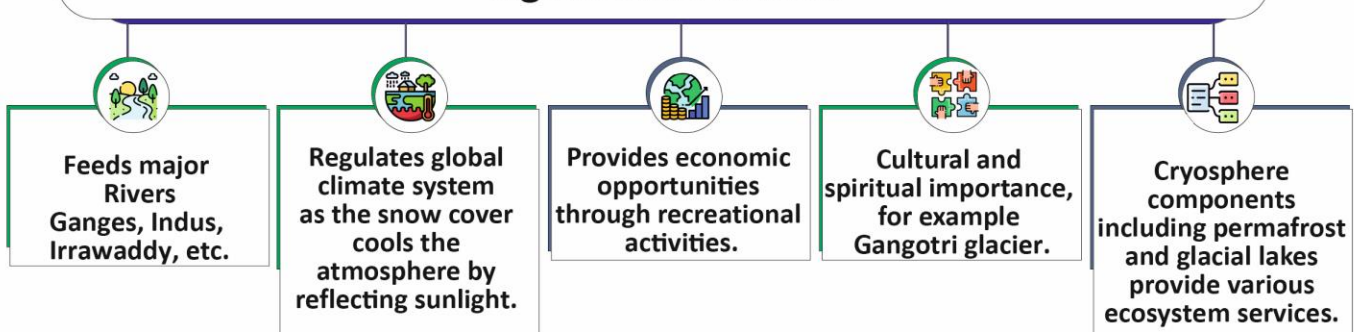 Feeds major
Rivers
Ganges, Indus,
Irrawaddy, etc.
Regulates global
climate system
as the snow cover
cools the
atmosphere by
reflecting sunlight.
Provides economic
opportunities
through recreational
activities.
Cultural and
spiritual importance,
for example
Gangotri glacier.
Cryosphere
components
including permafrost
and glacial lakes
provide various
ecosystem services.